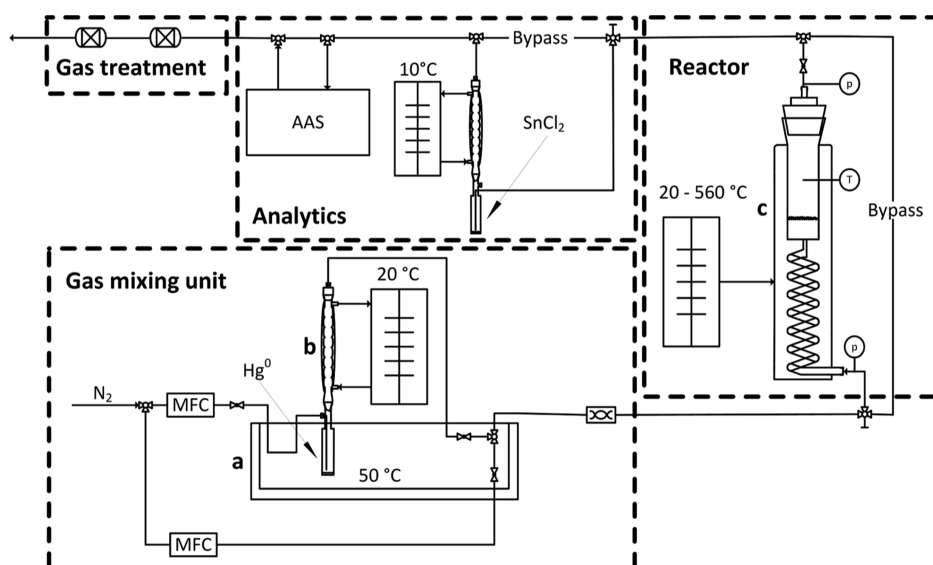 Gas treatment
AAS
10°C
Bypass
SnCl₂
Analytics
Reactor
p
T
20 - 560 °C
c
Bypass
p
Gas mixing unit
20 °C
b
Hg⁰
N₂
MFC
a
50 °C
MFC